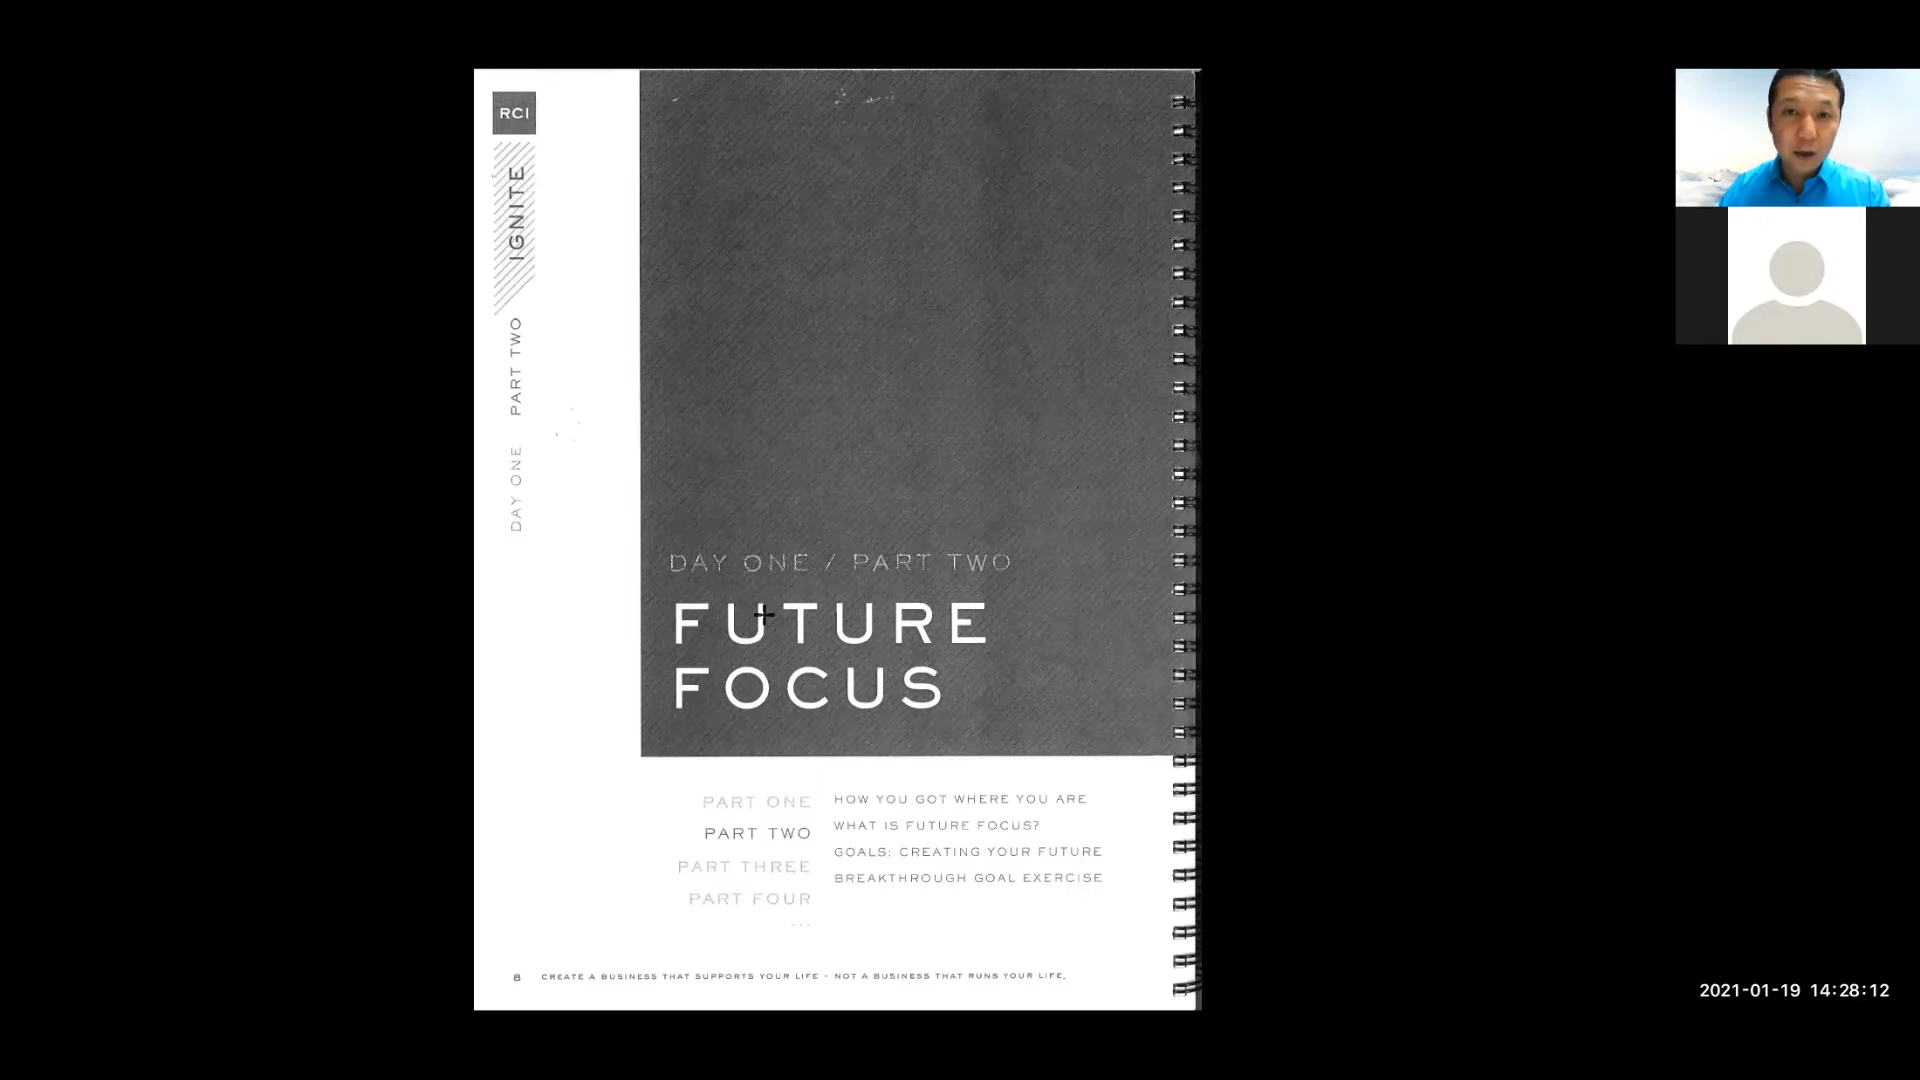 RCI
IGNITE
PART TWO
DAY ONE
DAY ONE / PART TWO
FUTURE
FOCUS
PART ONE
PART TWO
PART THREE
PART FOUR
...
HOW YOU GOT WHERE YOU ARE
WHAT IS FUTURE FOCUS?
GOALS: CREATING YOUR FUTURE
BREAKTHROUGH GOAL EXERCISE
8 CREATE A BUSINESS THAT SUPPORTS YOUR LIFE - NOT A BUSINESS THAT RUNS YOUR LIFE.
2021-01-19 14:28:12